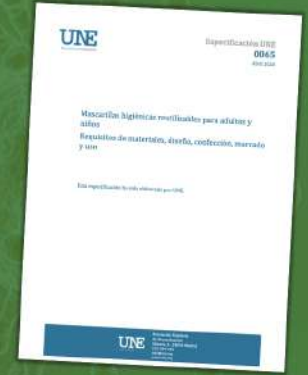 UNE
Especificación UNE
0065
Mascarillas higiénicas reutilizables para adultos y
niños
Requisitos de materiales, diseño, confección, marcado
y uso
Esta especificación ha sido elaborada por UNE.
UNE